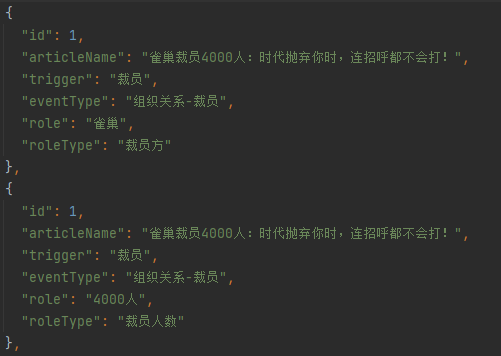 {
"id": 1,
"articleName": "雀巢裁员4000人：时代抛弃你时，连招呼都不会打！",
"trigger": "裁员",
"eventType": "组织关系-裁员",
"role": "雀巢",
"roleType": "裁员方"
},
{
"id": 1,
"articleName": "雀巢裁员4000人：时代抛弃你时，连招呼都不会打！",
"trigger": "裁员",
"eventType": "组织关系-裁员",
"role": "4000人",
"roleType": "裁员人数"
},